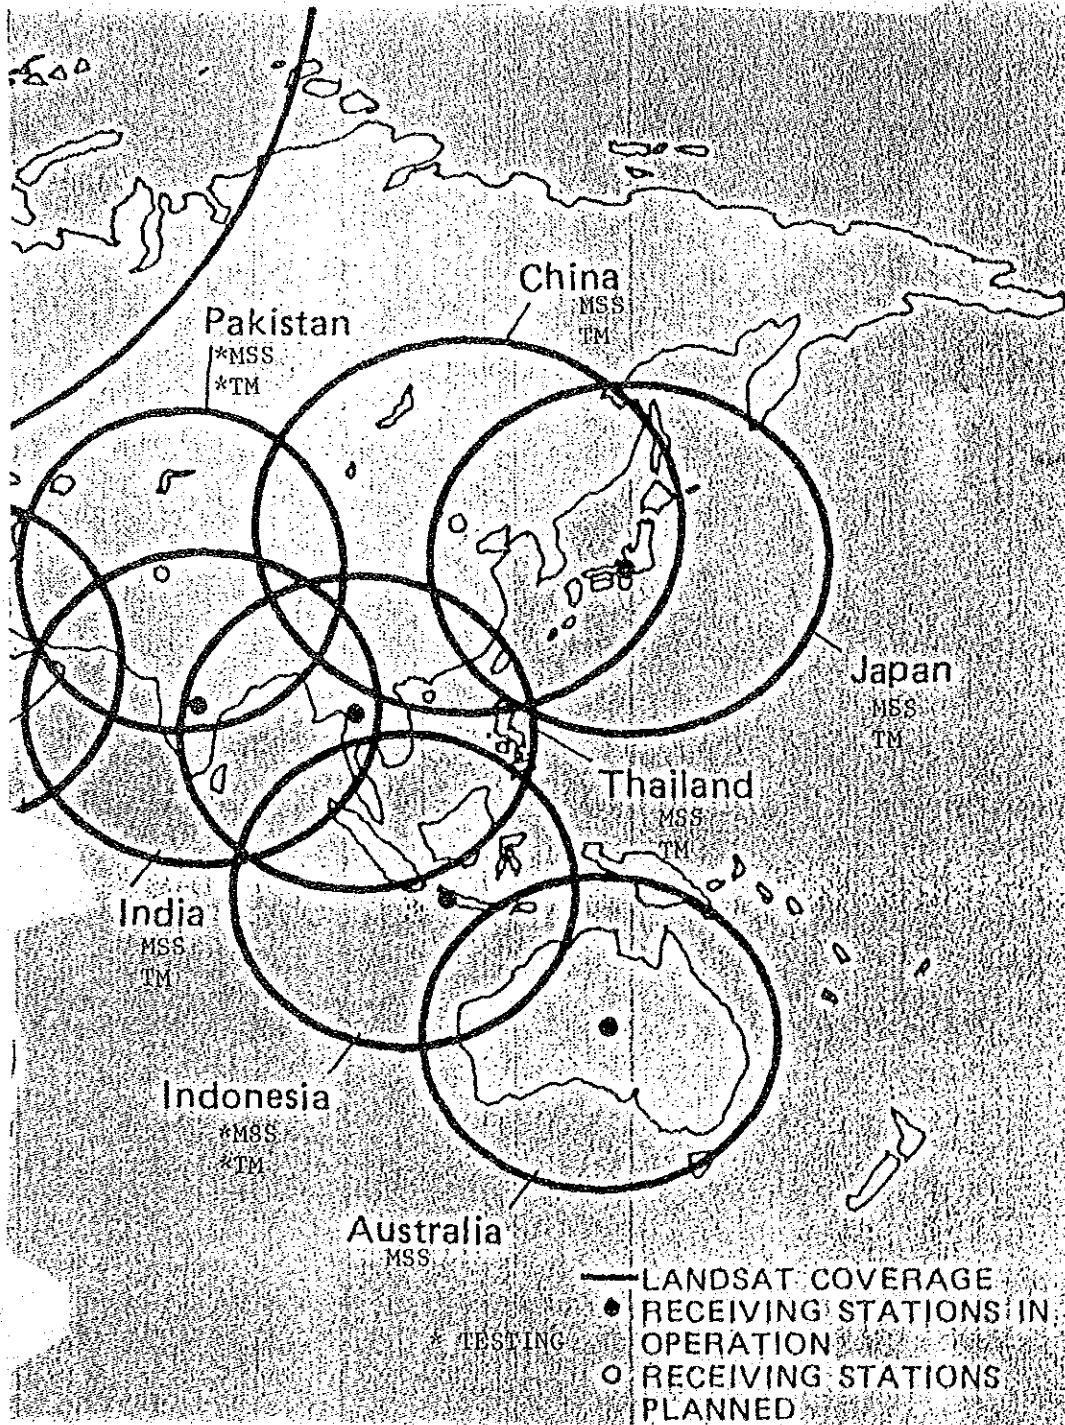 China
MSS
TM
Pakistan
*MSS
*TM
Japan
MSS
TM
Thailand
MSS
TM
India
MSS
TM
Indonesia
*MSS
*TM
Australia
MSS
LANDSAT COVERAGE
RECEIVING STATIONS IN
OPERATION
* TESTING
RECEIVING STATIONS
PLANNED